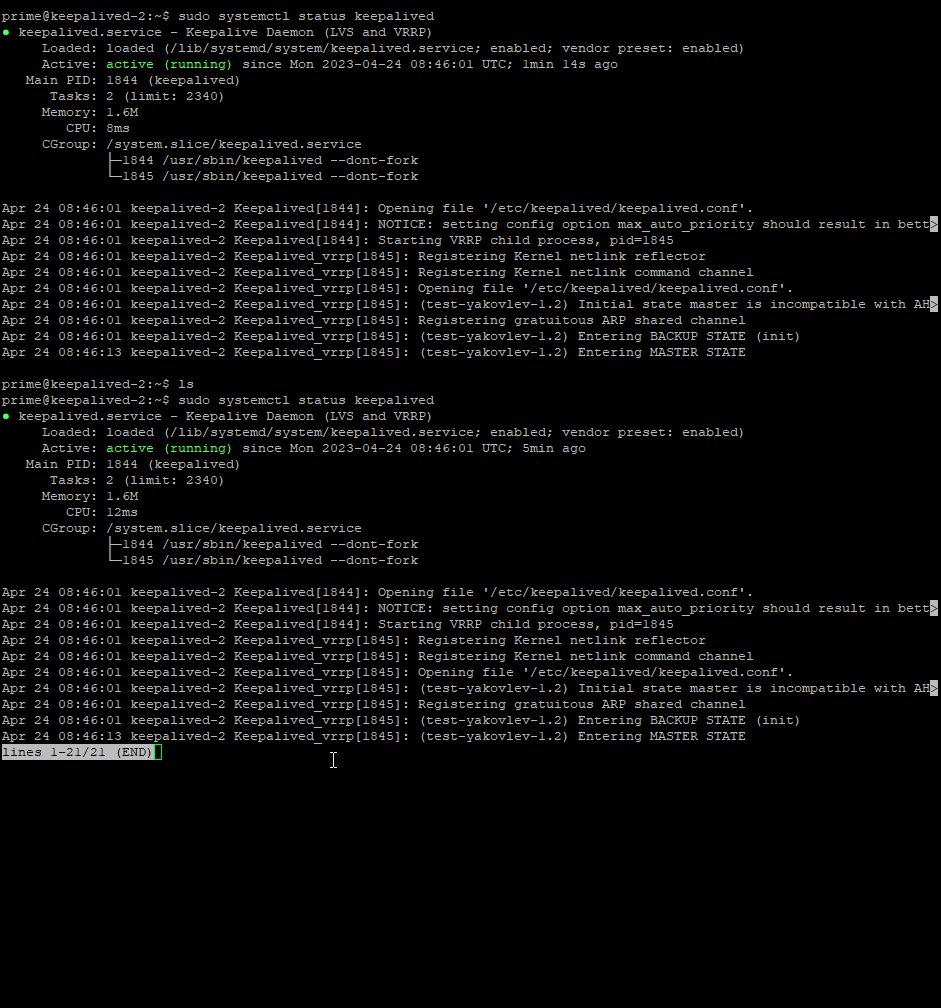 prime@keepalived-2:~$ sudo systemctl status keepalived
● keepalived.service - Keepalive Daemon (LVS and VRRP)
     Loaded: loaded (/lib/systemd/system/keepalived.service; enabled; vendor preset: enabled)
     Active: active (running) since Mon 2023-04-24 08:46:01 UTC; 1min 14s ago
   Main PID: 1844 (keepalived)
      Tasks: 2 (limit: 2340)
     Memory: 1.6M
        CPU: 8ms
     CGroup: /system.slice/keepalived.service
             ├─1844 /usr/sbin/keepalived --dont-fork
             └─1845 /usr/sbin/keepalived --dont-fork

Apr 24 08:46:01 keepalived-2 Keepalived[1844]: Opening file '/etc/keepalived/keepalived.conf'.
Apr 24 08:46:01 keepalived-2 Keepalived[1844]: NOTICE: setting config option max_auto_priority should result in bett>
Apr 24 08:46:01 keepalived-2 Keepalived[1844]: Starting VRRP child process, pid=1845
Apr 24 08:46:01 keepalived-2 Keepalived_vrrp[1845]: Registering Kernel netlink reflector
Apr 24 08:46:01 keepalived-2 Keepalived_vrrp[1845]: Registering Kernel netlink command channel
Apr 24 08:46:01 keepalived-2 Keepalived_vrrp[1845]: Opening file '/etc/keepalived/keepalived.conf'.
Apr 24 08:46:01 keepalived-2 Keepalived_vrrp[1845]: (test-yakovlev-1.2) Initial state master is incompatible with AH>
Apr 24 08:46:01 keepalived-2 Keepalived_vrrp[1845]: Registering gratuitous ARP shared channel
Apr 24 08:46:01 keepalived-2 Keepalived_vrrp[1845]: (test-yakovlev-1.2) Entering BACKUP STATE (init)
Apr 24 08:46:13 keepalived-2 Keepalived_vrrp[1845]: (test-yakovlev-1.2) Entering MASTER STATE

prime@keepalived-2:~$ ls
prime@keepalived-2:~$ sudo systemctl status keepalived
● keepalived.service - Keepalive Daemon (LVS and VRRP)
     Loaded: loaded (/lib/systemd/system/keepalived.service; enabled; vendor preset: enabled)
     Active: active (running) since Mon 2023-04-24 08:46:01 UTC; 5min ago
   Main PID: 1844 (keepalived)
      Tasks: 2 (limit: 2340)
     Memory: 1.6M
        CPU: 12ms
     CGroup: /system.slice/keepalived.service
             ├─1844 /usr/sbin/keepalived --dont-fork
             └─1845 /usr/sbin/keepalived --dont-fork

Apr 24 08:46:01 keepalived-2 Keepalived[1844]: Opening file '/etc/keepalived/keepalived.conf'.
Apr 24 08:46:01 keepalived-2 Keepalived[1844]: NOTICE: setting config option max_auto_priority should result in bett>
Apr 24 08:46:01 keepalived-2 Keepalived[1844]: Starting VRRP child process, pid=1845
Apr 24 08:46:01 keepalived-2 Keepalived_vrrp[1845]: Registering Kernel netlink reflector
Apr 24 08:46:01 keepalived-2 Keepalived_vrrp[1845]: Registering Kernel netlink command channel
Apr 24 08:46:01 keepalived-2 Keepalived_vrrp[1845]: Opening file '/etc/keepalived/keepalived.conf'.
Apr 24 08:46:01 keepalived-2 Keepalived_vrrp[1845]: (test-yakovlev-1.2) Initial state master is incompatible with AH>
Apr 24 08:46:01 keepalived-2 Keepalived_vrrp[1845]: Registering gratuitous ARP shared channel
Apr 24 08:46:01 keepalived-2 Keepalived_vrrp[1845]: (test-yakovlev-1.2) Entering BACKUP STATE (init)
Apr 24 08:46:13 keepalived-2 Keepalived_vrrp[1845]: (test-yakovlev-1.2) Entering MASTER STATE
lines 1-21/21 (END)